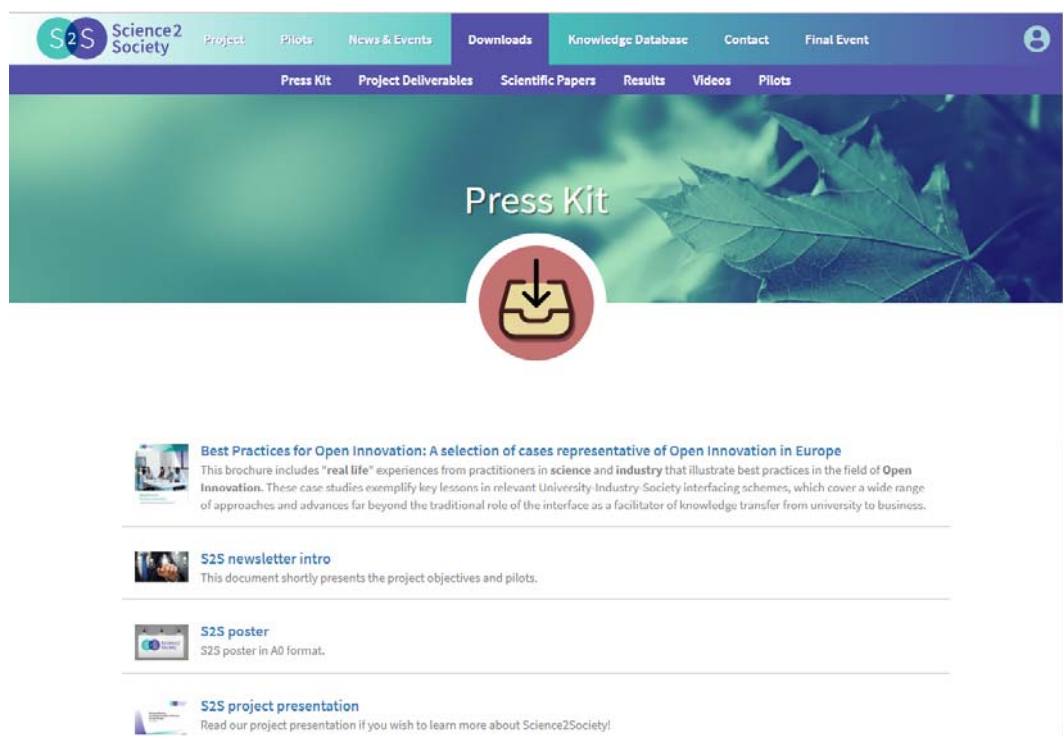 S2S Science2
Society
Project Pilots News & Events Downloads Knowledge Database Contact Final Event
Press Kit Project Deliverables Scientific Papers Results Videos Pilots
Press Kit
Best Practices for Open Innovation: A selection of cases representative of Open Innovation in Europe
This brochure includes "real life" experiences from practitioners in science and industry that illustrate best practices in the field of Open
Innovation. These case studies exemplify key lessons in relevant University-Industry-Society interfacing schemes, which cover a wide range
of approaches and advances far beyond the traditional role of the interface as a facilitator of knowledge transfer from university to business.
S2S newsletter intro
This document shortly presents the project objectives and pilots.
S2S poster
S2S poster in A0 format.
S2S project presentation
Read our project presentation if you wish to learn more about Science2Society!